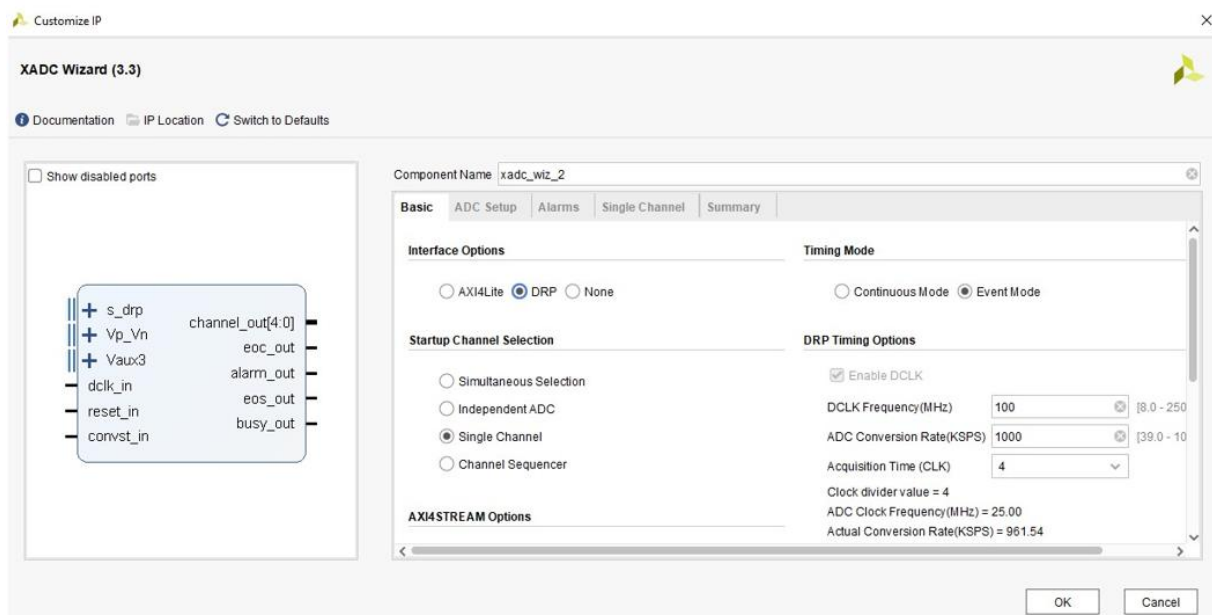 Customize IP
XADC Wizard (3.3)
Documentation IP Location Switch to Defaults
Show disabled ports
s_drp
Vp_Vn
Vaux3
dclk_in
reset_in
convst_in
channel_out[4:0]
eoc_out
alarm_out
eos_out
busy_out
Component Name xadc_wiz_2
Basic ADC Setup Alarms Single Channel Summary
Interface Options
AXI4Lite DRP None
Startup Channel Selection
Simultaneous Selection
Independent ADC
Single Channel
Channel Sequencer
AXI4STREAM Options
Timing Mode
Continuous Mode Event Mode
DRP Timing Options
Enable DCLK
DCLK Frequency(MHz) 100 [8.0 - 250
ADC Conversion Rate(KSPS) 1000 [39.0 - 10
Acquisition Time (CLK) 4
Clock divider value = 4
ADC Clock Frequency(MHz) = 25.00
Actual Conversion Rate(KSPS) = 961.54
OK Cancel